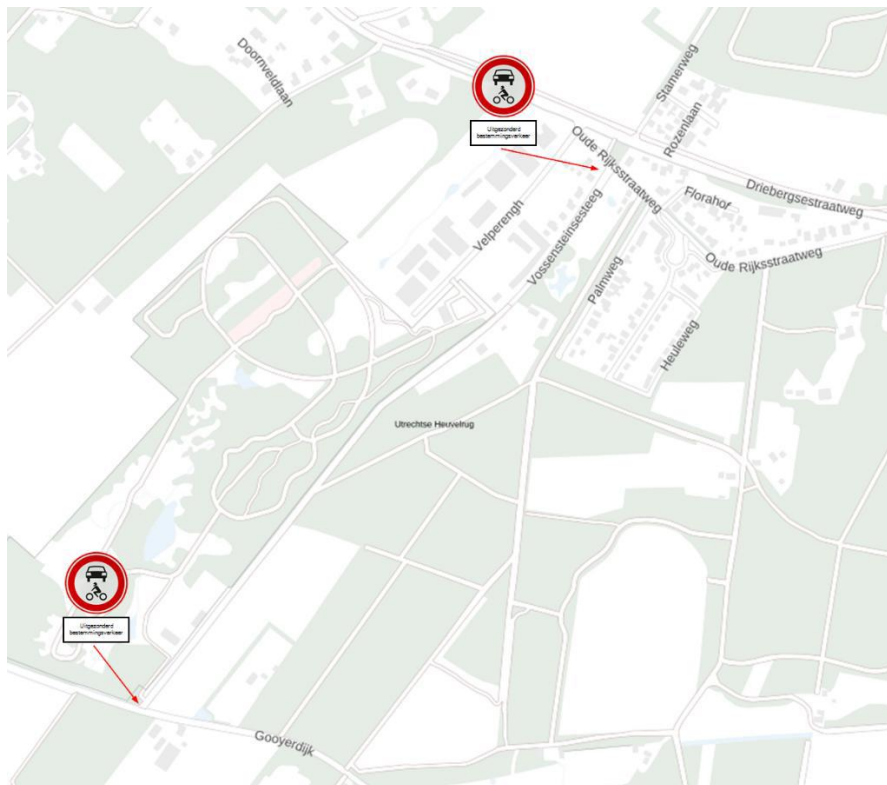 Doornveldlaan
Stamerweg
Uitgezonderd
bestemmingsverkeer
Oude Rijksstraatweg
Rozenlaan
Driebergsestraatweg
Florahof
Velperengh
Vossensteinsesteeg
Oude Rijksstraatweg
Palmweg
Heuleweg
Utrechtse Heuvelrug
Uitgezonderd
bestemmingsverkeer
Gooyerdijk